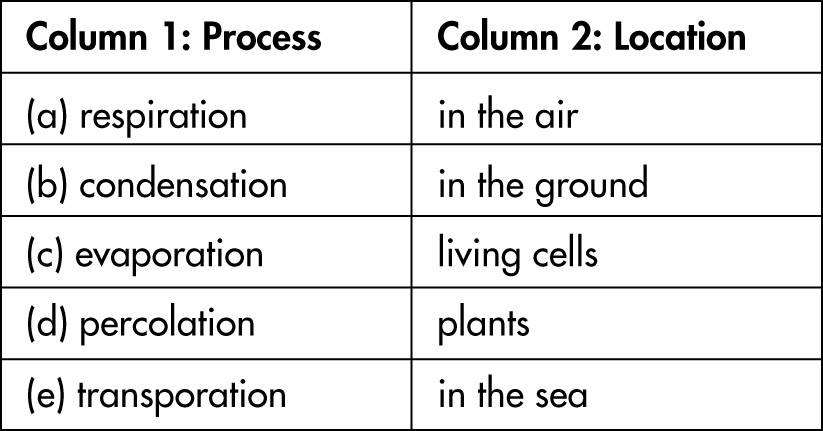 Column 1: Process Column 2: Location
(a) respiration in the air
(b) condensation in the ground
(c) evaporation living cells
(d) percolation plants
(e) transporation in the sea